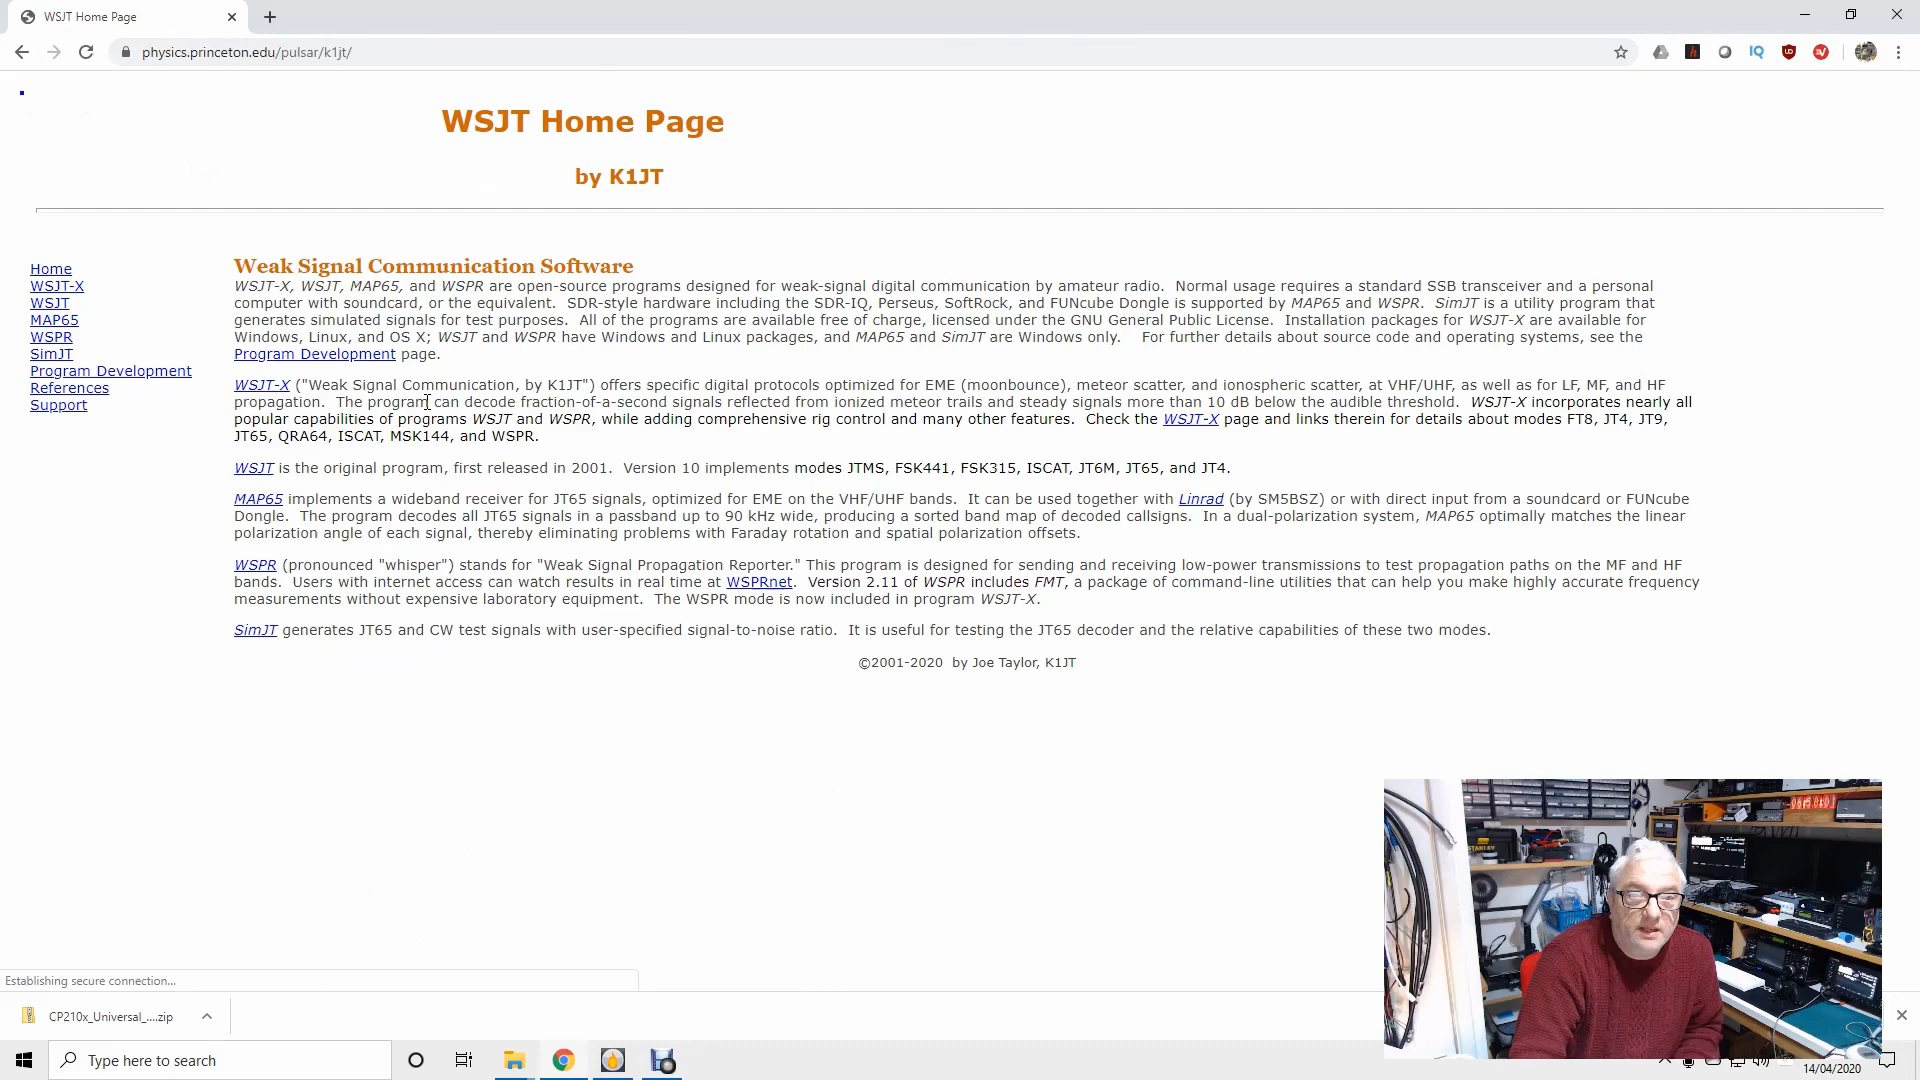 WSJT Home Page
physics.princeton.edu/pulsar/k1jt/
WSJT Home Page
by K1JT
Home
WSJT-X
WSJT
MAP65
WSPR
SimJT
Program Development
References
Support
Weak Signal Communication Software
WSJT-X, WSJT, MAP65, and WSPR are open-source programs designed for weak-signal digital communication by amateur radio. Normal usage requires a standard SSB transceiver and a personal
computer with soundcard, or the equivalent. SDR-style hardware including the SDR-IQ, Perseus, SoftRock, and FUNcube Dongle is supported by MAP65 and WSPR. SimJT is a utility program that
generates simulated signals for test purposes. All of the programs are available free of charge, licensed under the GNU General Public License. Installation packages for WSJT-X are available for
Windows, Linux, and OS X; WSJT and WSPR have Windows and Linux packages, and MAP65 and SimJT are Windows only. For further details about source code and operating systems, see the
Program Development page.
WSJT-X ("Weak Signal Communication, by K1JT") offers specific digital protocols optimized for EME (moonbounce), meteor scatter, and ionospheric scatter, at VHF/UHF, as well as for LF, MF, and HF
propagation. The program can decode fraction-of-a-second signals reflected from ionized meteor trails and steady signals more than 10 dB below the audible threshold. WSJT-X incorporates nearly all
popular capabilities of programs WSJT and WSPR, while adding comprehensive rig control and many other features. Check the WSJT-X page and links therein for details about modes FT8, JT4, JT9,
JT65, QRA64, ISCAT, MSK144, and WSPR.
WSJT is the original program, first released in 2001. Version 10 implements modes JTMS, FSK441, FSK315, ISCAT, JT6M, JT65, and JT4.
MAP65 implements a wideband receiver for JT65 signals, optimized for EME on the VHF/UHF bands. It can be used together with Linrad (by SM5BSZ) or with direct input from a soundcard or FUNcube
Dongle. The program decodes all JT65 signals in a passband up to 90 kHz wide, producing a sorted band map of decoded callsigns. In a dual-polarization system, MAP65 optimally matches the linear
polarization angle of each signal, thereby eliminating problems with Faraday rotation and spatial polarization offsets.
WSPR (pronounced "whisper") stands for "Weak Signal Propagation Reporter." This program is designed for sending and receiving low-power transmissions to test propagation paths on the MF and HF
bands. Users with internet access can watch results in real time at WSPRnet. Version 2.11 of WSPR includes FMT, a package of command-line utilities that can help you make highly accurate frequency
measurements without expensive laboratory equipment. The WSPR mode is now included in program WSJT-X.
SimJT generates JT65 and CW test signals with user-specified signal-to-noise ratio. It is useful for testing the JT65 decoder and the relative capabilities of these two modes.
©2001-2020 by Joe Taylor, K1JT
Establishing secure connection...
CP210x_Universal_....zip
Type here to search
14/04/2020
IQ
STANLEY